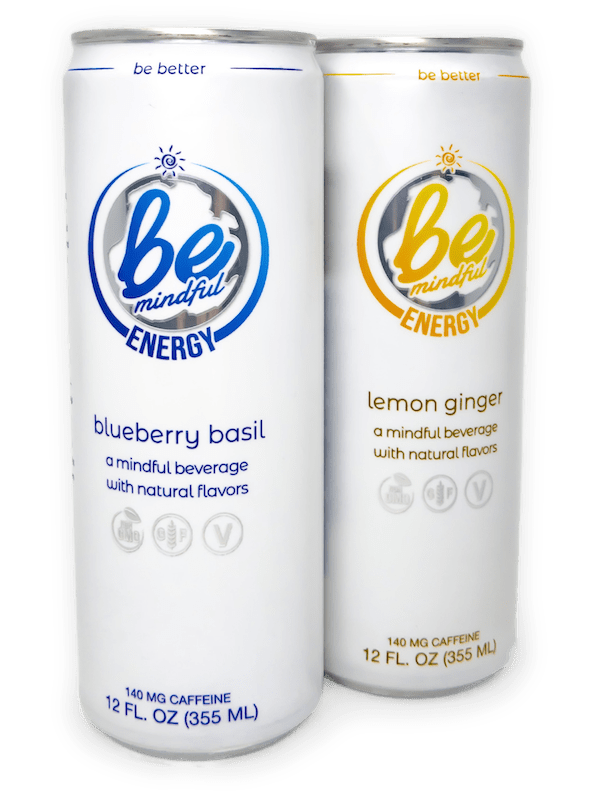 be better
be
mindful
ENERGY
blueberry basil
a mindful beverage
with natural flavors
G F
V
140 MG CAFFEINE
12 FL. OZ (355 ML)
be better
be
mindful
ENERGY
lemon ginger
a mindful beverage
with natural flavors
G F
V
140 MG CAFFEINE
12 FL. OZ (355 ML)